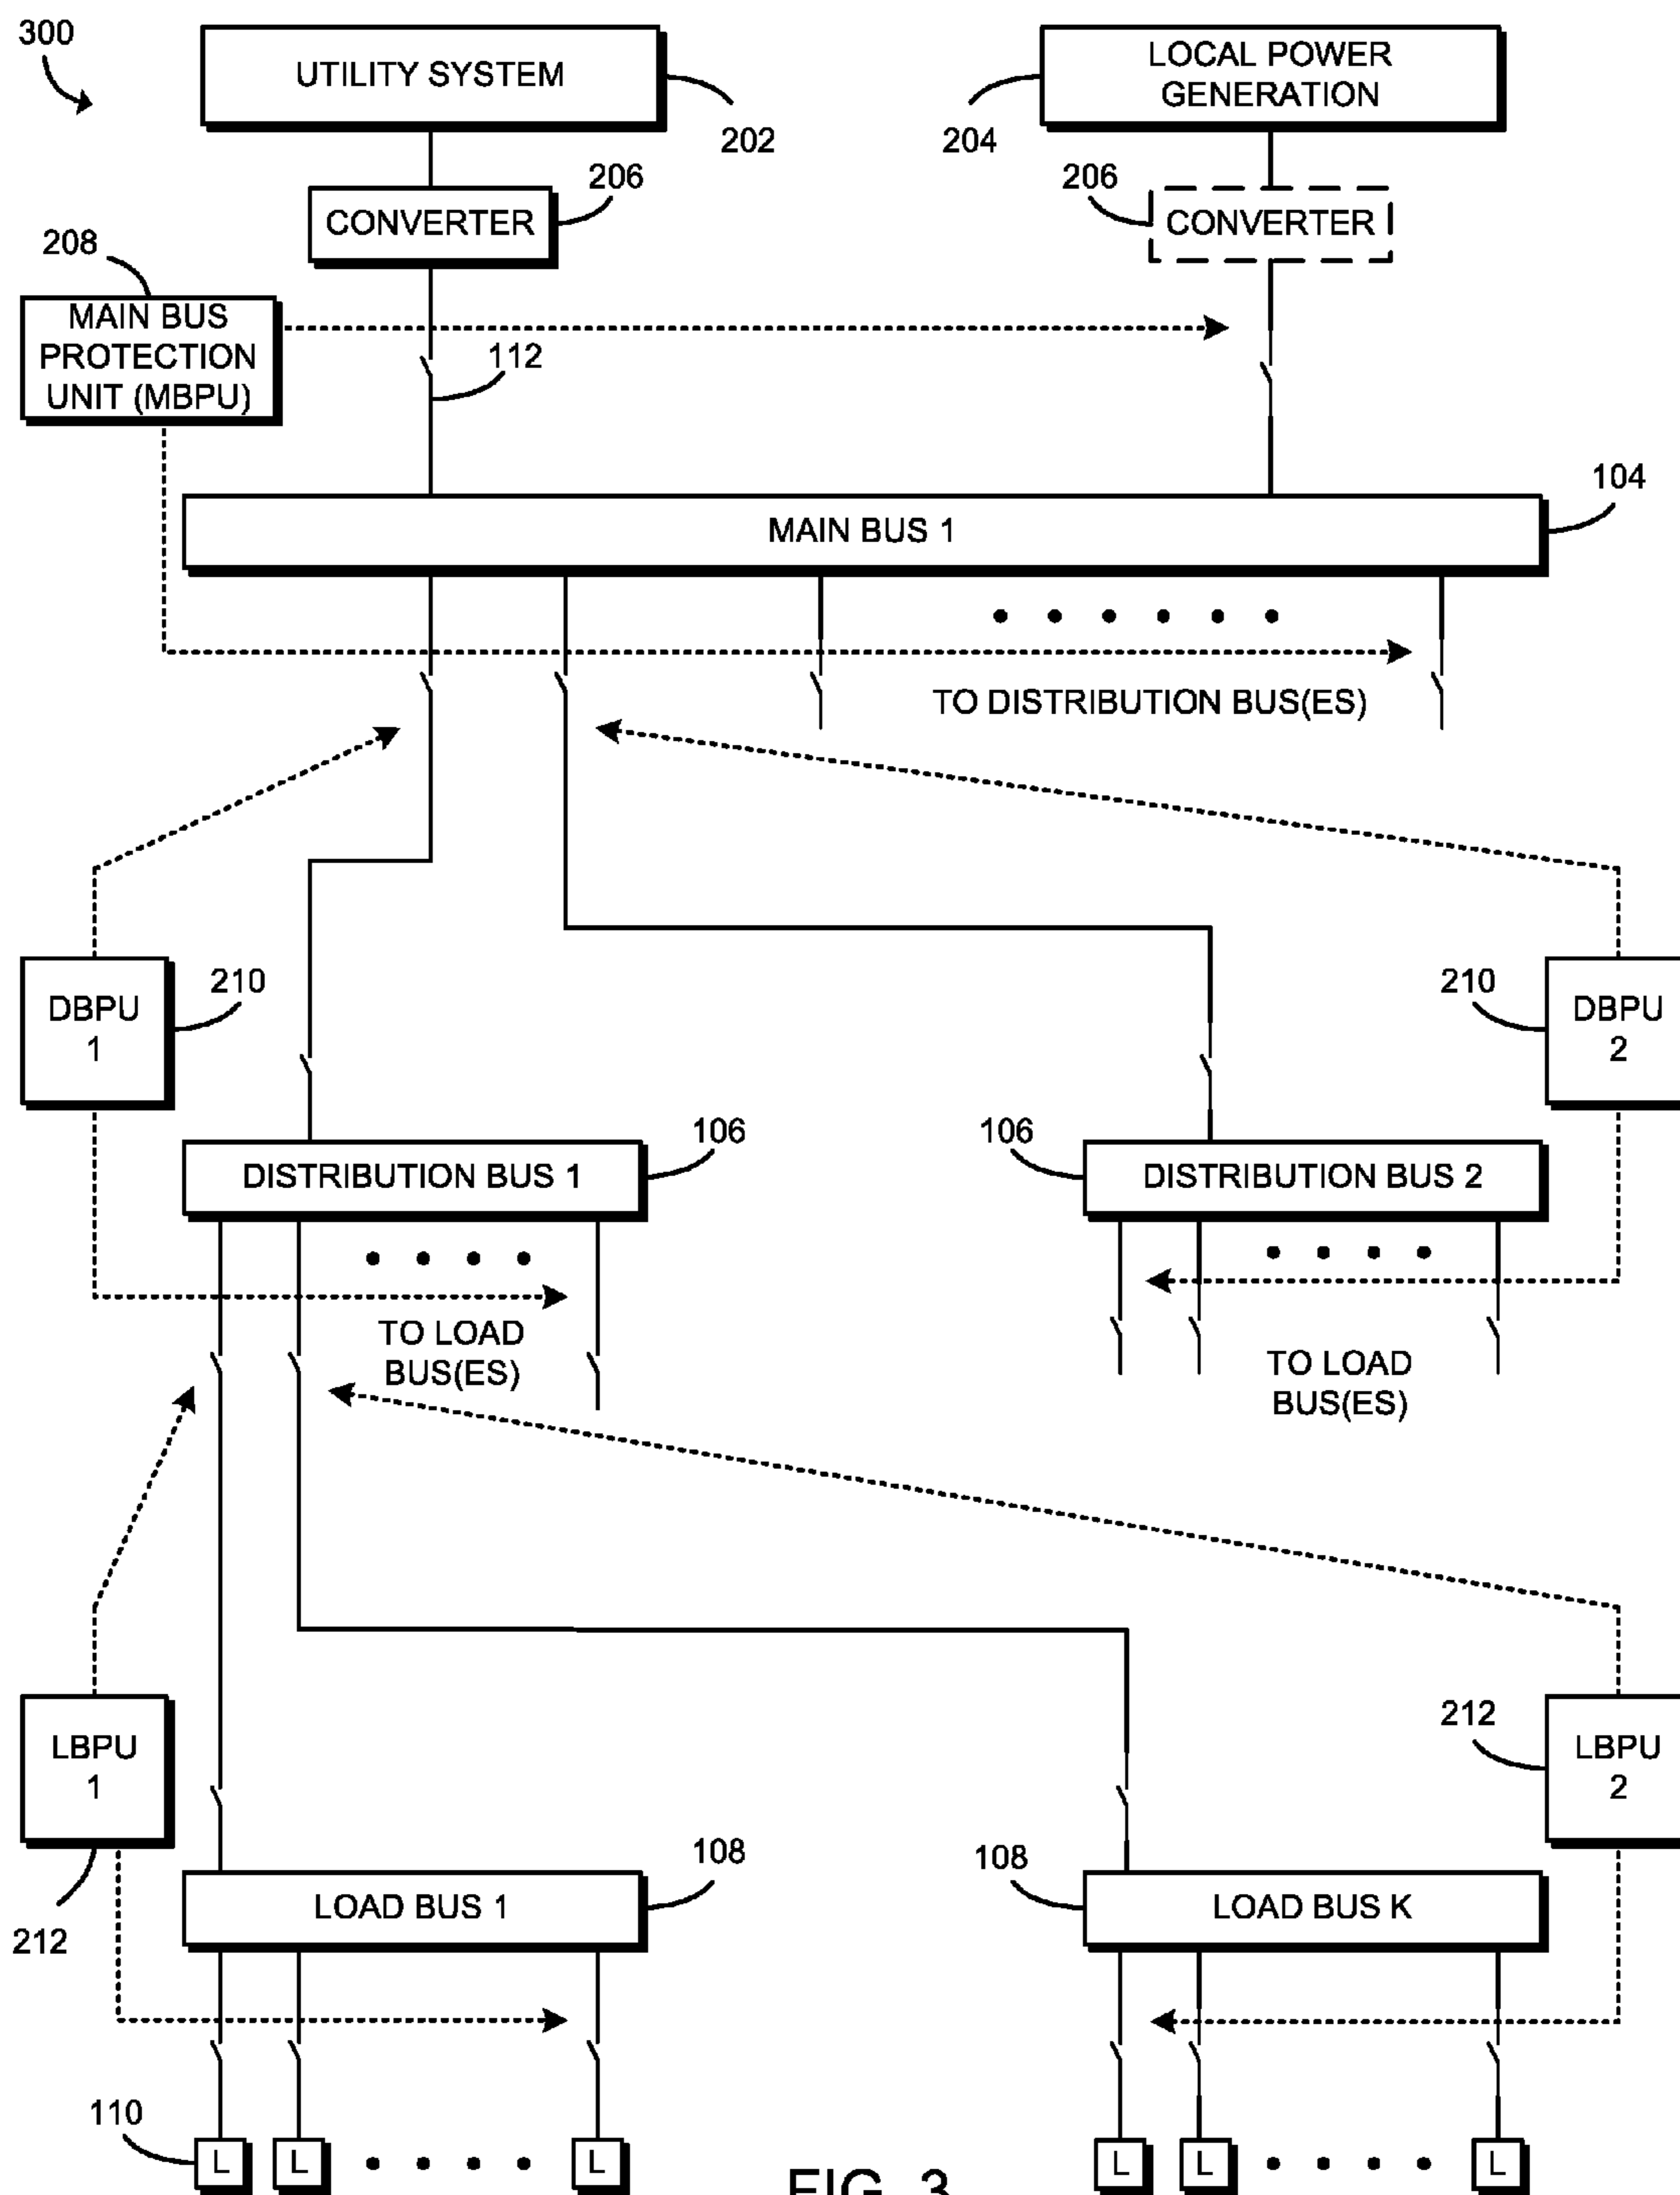 300
UTILITY SYSTEM
LOCAL POWER
GENERATION
202
204
206
206
CONVERTER
CONVERTER
208
MAIN BUS
PROTECTION
UNIT (MBPU)
112
104
MAIN BUS 1
TO DISTRIBUTION BUS(ES)
DBPU
1
210
210
DBPU
2
106
106
DISTRIBUTION BUS 1
DISTRIBUTION BUS 2
TO LOAD
BUS(ES)
TO LOAD
BUS(ES)
LBPU
1
212
LBPU
2
108
108
LOAD BUS 1
LOAD BUS K
212
110
L
L
L
L
L
L
FIG. 3